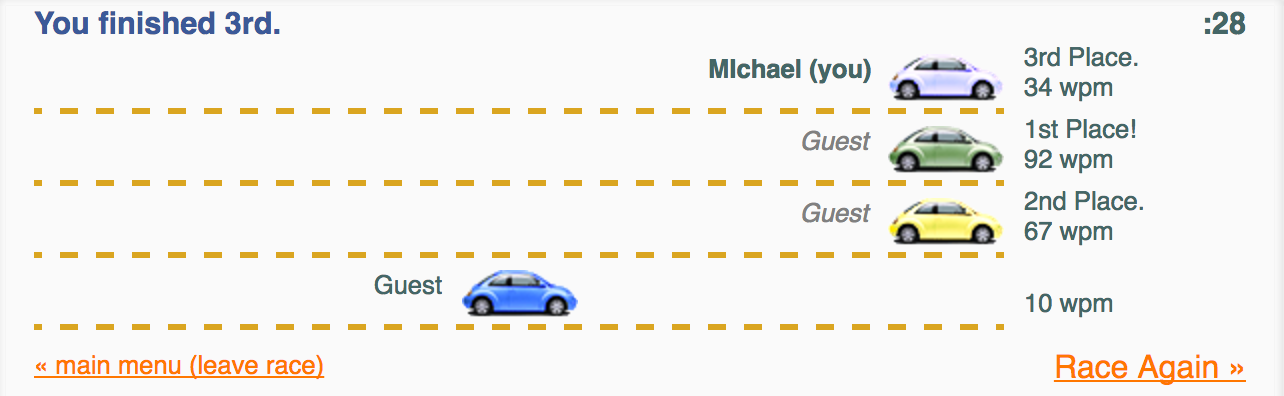 You finished 3rd.
:28
MIchael (you)
3rd Place.
34 wpm
Guest
1st Place!
92 wpm
Guest
2nd Place.
67 wpm
Guest
10 wpm
« main menu (leave race)
Race Again »